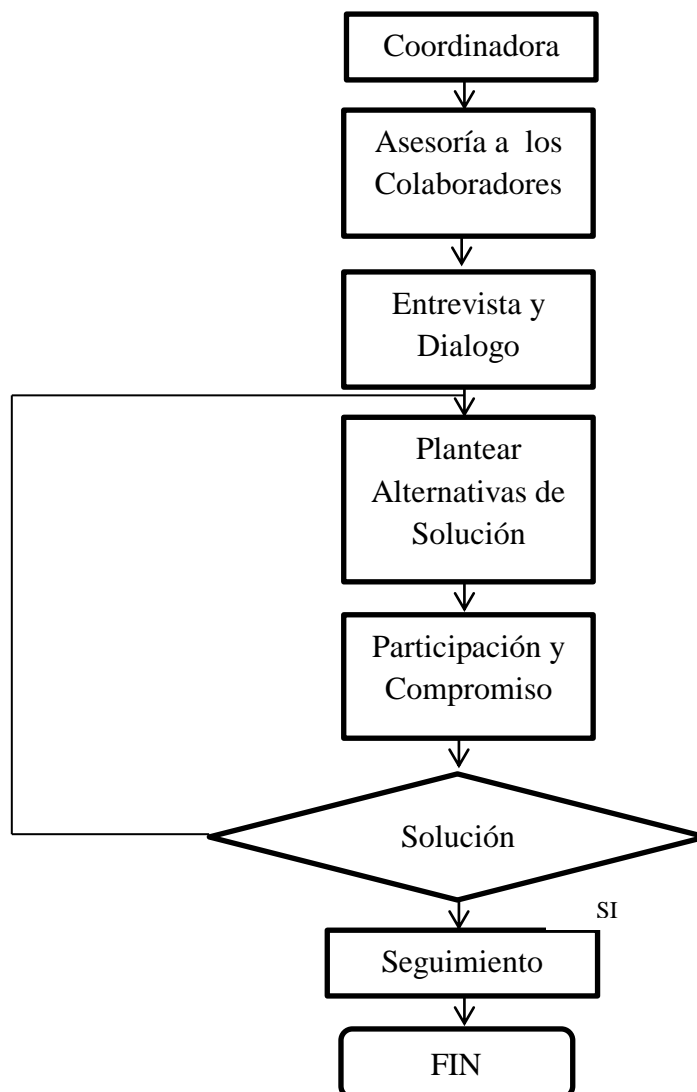 Coordinadora
Asesoría a los
Colaboradores
Entrevista y
Dialogo
Plantear
Alternativas de
Solución
Participación y
Compromiso
Solución
SI
Seguimiento
FIN